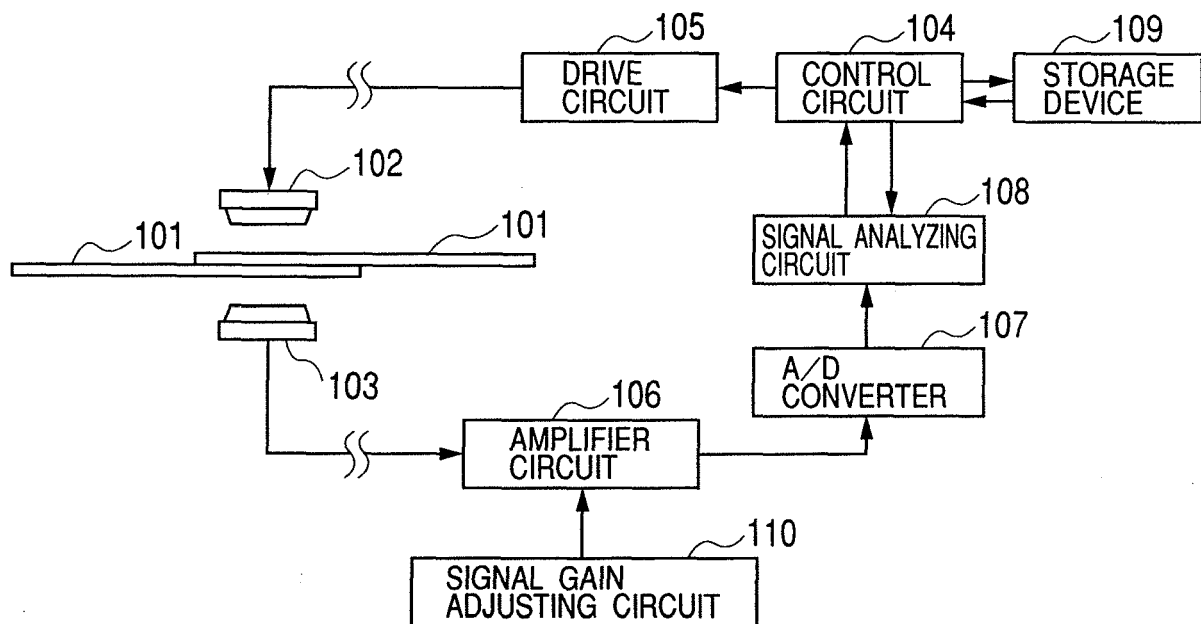 105
104
109
DRIVE
CIRCUIT
CONTROL
CIRCUIT
STORAGE
DEVICE
102
108
101
101
SIGNAL ANALYZING
CIRCUIT
107
103
A/D
CONVERTER
106
AMPLIFIER
CIRCUIT
110
SIGNAL GAIN
ADJUSTING CIRCUIT